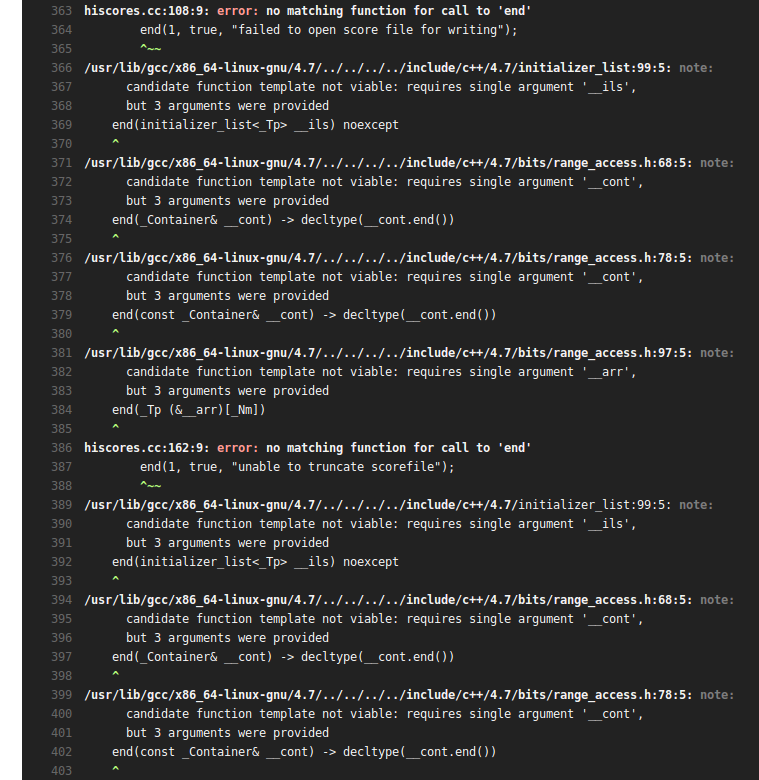 363 hiscores.cc:108:9: error: no matching function for call to 'end'
364         end(1, true, "failed to open score file for writing");
365         ^~~
366 /usr/lib/gcc/x86_64-linux-gnu/4.7/../../../../include/c++/4.7/initializer_list:99:5: note:
367       candidate function template not viable: requires single argument '__ils',
368       but 3 arguments were provided
369     end(initializer_list<_Tp> __ils) noexcept
370     ^
371 /usr/lib/gcc/x86_64-linux-gnu/4.7/../../../../include/c++/4.7/bits/range_access.h:68:5: note:
372       candidate function template not viable: requires single argument '__cont',
373       but 3 arguments were provided
374     end(_Container& __cont) -> decltype(__cont.end())
375     ^
376 /usr/lib/gcc/x86_64-linux-gnu/4.7/../../../../include/c++/4.7/bits/range_access.h:78:5: note:
377       candidate function template not viable: requires single argument '__cont',
378       but 3 arguments were provided
379     end(const _Container& __cont) -> decltype(__cont.end())
380     ^
381 /usr/lib/gcc/x86_64-linux-gnu/4.7/../../../../include/c++/4.7/bits/range_access.h:97:5: note:
382       candidate function template not viable: requires single argument '__arr',
383       but 3 arguments were provided
384     end(_Tp (&__arr)[_Nm])
385     ^
386 hiscores.cc:162:9: error: no matching function for call to 'end'
387         end(1, true, "unable to truncate scorefile");
388         ^~~
389 /usr/lib/gcc/x86_64-linux-gnu/4.7/../../../../include/c++/4.7/initializer_list:99:5: note:
390       candidate function template not viable: requires single argument '__ils',
391       but 3 arguments were provided
392     end(initializer_list<_Tp> __ils) noexcept
393     ^
394 /usr/lib/gcc/x86_64-linux-gnu/4.7/../../../../include/c++/4.7/bits/range_access.h:68:5: note:
395       candidate function template not viable: requires single argument '__cont',
396       but 3 arguments were provided
397     end(_Container& __cont) -> decltype(__cont.end())
398     ^
399 /usr/lib/gcc/x86_64-linux-gnu/4.7/../../../../include/c++/4.7/bits/range_access.h:78:5: note:
400       candidate function template not viable: requires single argument '__cont',
401       but 3 arguments were provided
402     end(const _Container& __cont) -> decltype(__cont.end())
403     ^